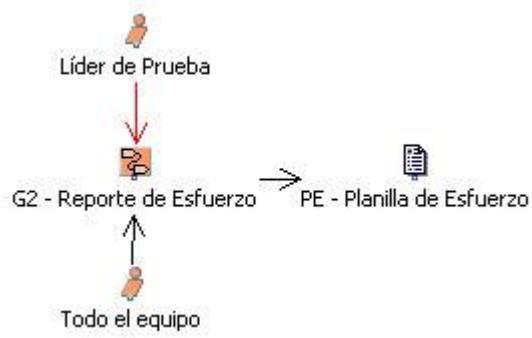 Líder de Prueba
G2 - Reporte de Esfuerzo
PE - Planilla de Esfuerzo
Todo el equipo